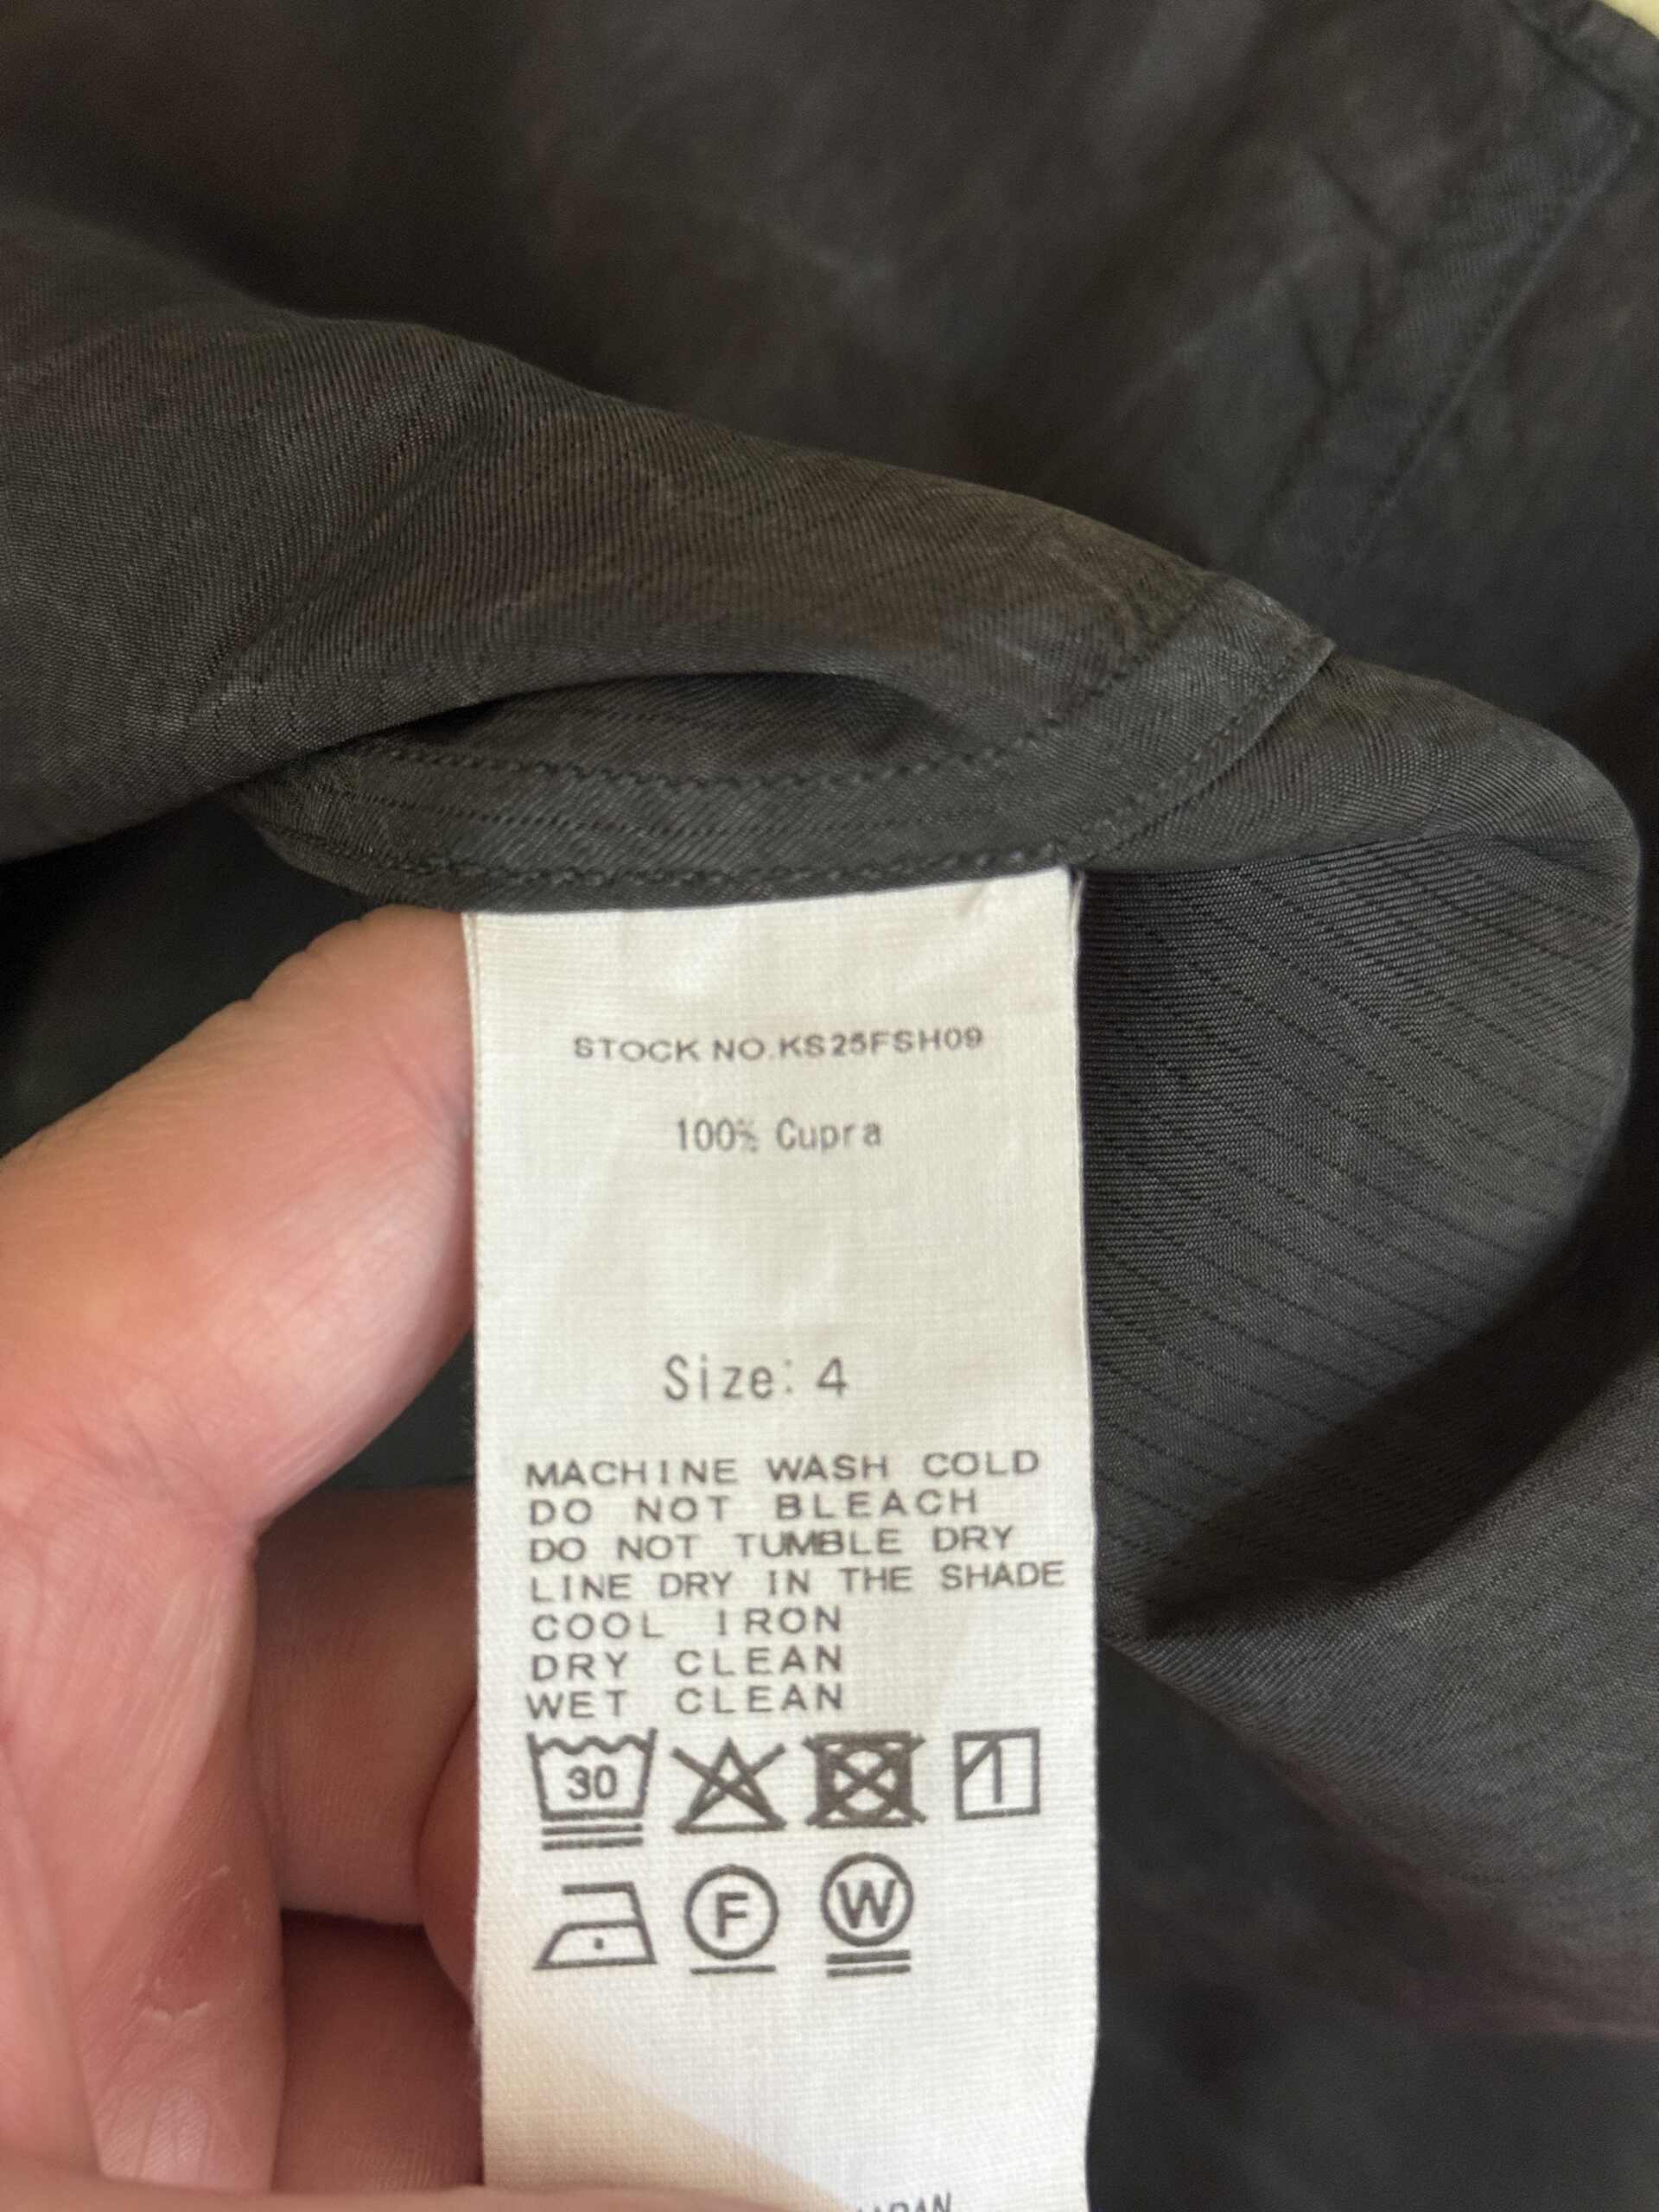 STOCK NO.KS25FSH09
100% Cupra
Size: 4
MACHINE WASH COLD
DO NOT BLEACH
DO NOT TUMBLE DRY
LINE DRY IN THE SHADE
COOL IRON
DRY CLEAN
WET CLEAN
30
F W